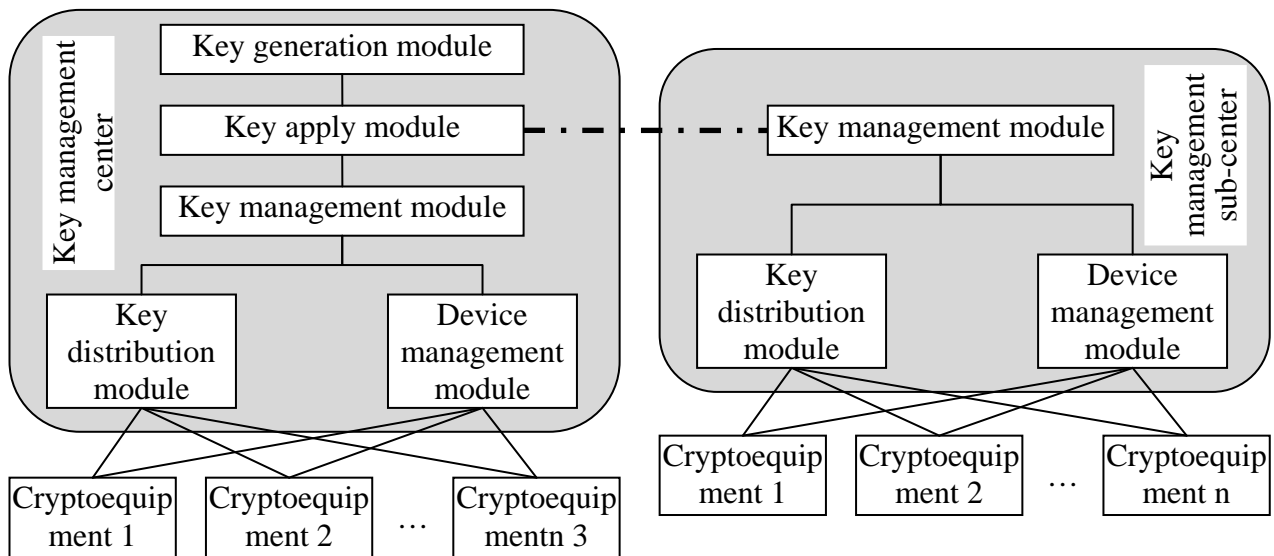 Key generation module
Key apply module
Key management module
Key management
center
Key
distribution
module
Device
management
module
Cryptoequip
ment 1
Cryptoequip
ment 2
…
Cryptoequip
mentn 3
Key management module
Key
management
sub-center
Key
distribution
module
Device
management
module
Cryptoequip
ment 1
Cryptoequip
ment 2
…
Cryptoequip
ment n